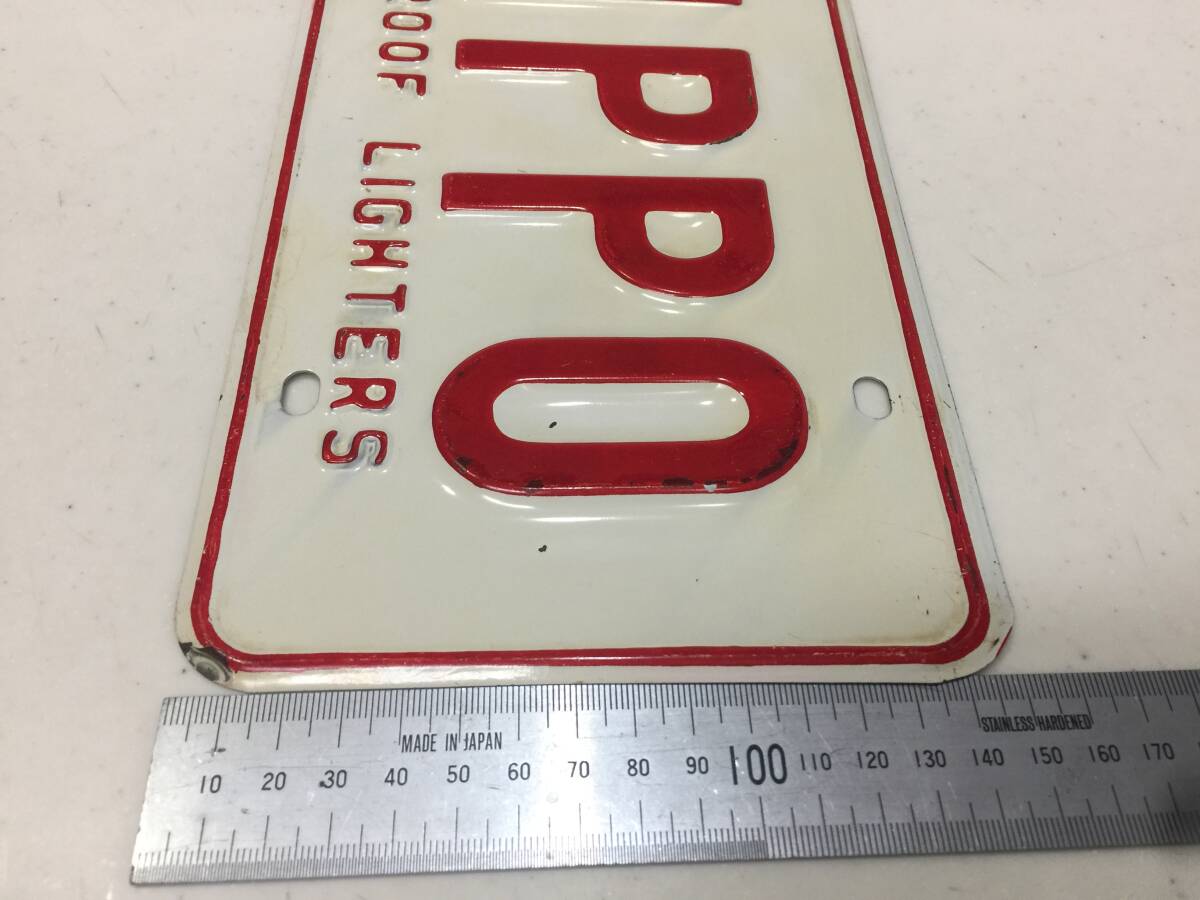 IPPO
ROOF LIGHTERS
MADE IN JAPAN
STAINLESS HARDENED
10 20 30 40 50 60 70 80 90 100 110 120 130 140 150 160 170